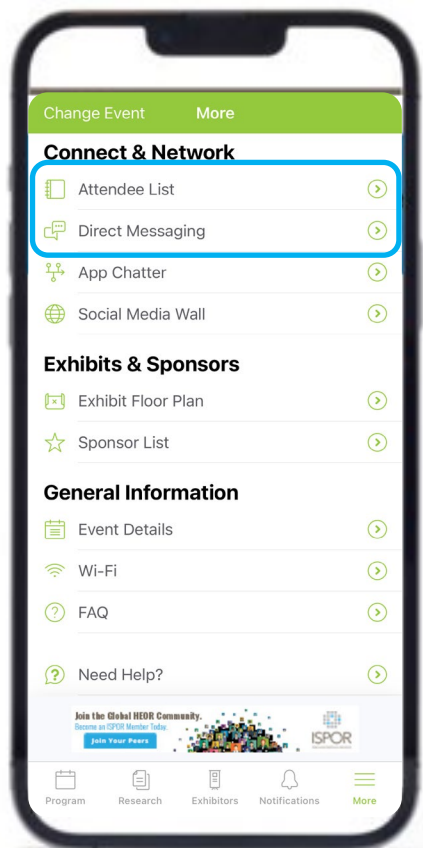 Change Event More
Connect & Network
Attendee List
Direct Messaging
App Chatter
Social Media Wall
Exhibits & Sponsors
Exhibit Floor Plan
Sponsor List
General Information
Event Details
Wi-Fi
FAQ
Need Help?
Join the Global HEOR Community.
Become an ISPOR Member Today.
Join Your Peers
ISPOR
Program Research Exhibitors Notifications More